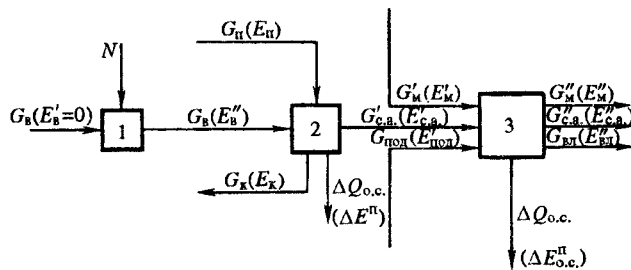 G_п(E_п)
N
G_в(E'_в=0)
1
G_в(E''_в)
2
G_к(E_к)
ΔQ_о.с.
(ΔE^п)
G'_м(E'_м)
G'_с.а.(E'_с.а.)
G_под(E''_под)
3
G''_м(E''_м)
G''_с.а.(E''_с.а.)
G_вл(E''_вл)
ΔQ_о.с.
(ΔE^п_о.с.)